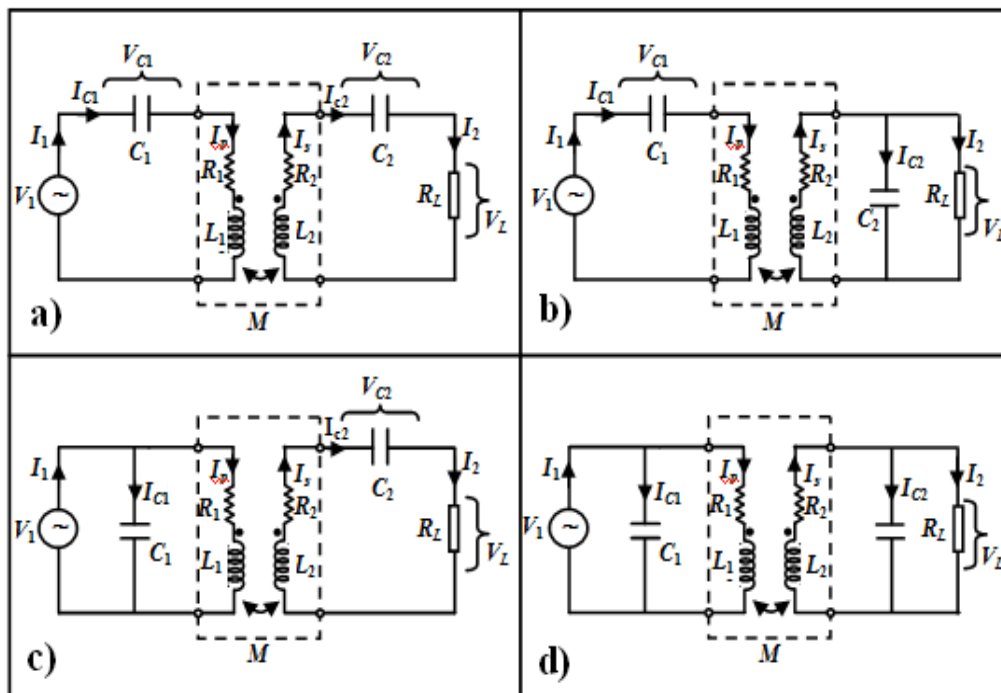 V_C1 V_C2
I_C1 I_c2
I_1 C_1 I_p I_s C_2 I_2
R_1 R_2
V_1 ~ R_L V_L
L_1 L_2
a) M
V_C1
I_C1
I_1 C_1 I_p I_s I_2
R_1 R_2 I_C2
V_1 ~ C_2 R_L V_L
L_1 L_2
b) M
V_C2
I_c2
I_1 I_p I_s C_2 I_2
I_C1 R_1 R_2
V_1 ~ C_1 R_L V_L
L_1 L_2
c) M
I_1 I_p I_s I_2
I_C1 R_1 R_2 I_C2
V_1 ~ C_1 R_L V_L
L_1 L_2
d) M